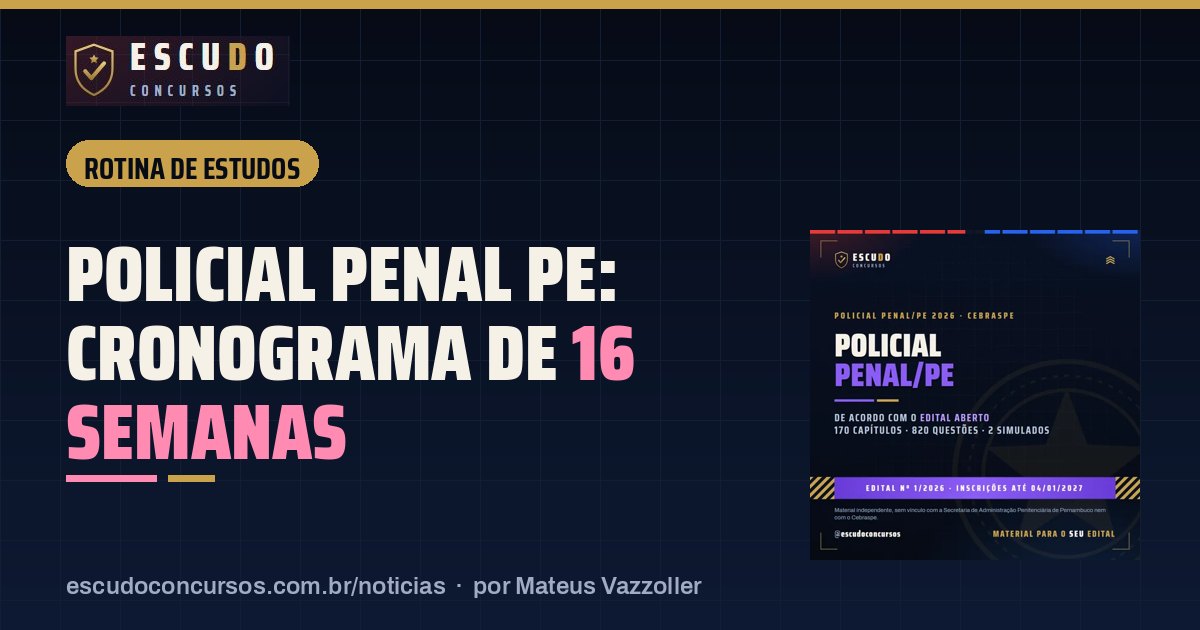 ESCUDO
CONCURSOS
ROTINA DE ESTUDOS
POLICIAL PENAL PE:
CRONOGRAMA DE 16
SEMANAS
escudoconcursos.com.br/noticias · por Mateus Vazzoller
ESCUDO
CONCURSOS
POLICIAL PENAL/PE 2026 · CEBRASPE
POLICIAL
PENAL/PE
DE ACORDO COM O EDITAL ABERTO
170 CAPÍTULOS · 820 QUESTÕES · 2 SIMULADOS
EDITAL Nº 1/2026 · INSCRIÇÕES ATÉ 04/01/2027
Material independente, sem vínculo com a Secretaria de Administração Penitenciária de Pernambuco nem
com o Cebraspe.
@escudoconcursos
MATERIAL PARA O SEU EDITAL